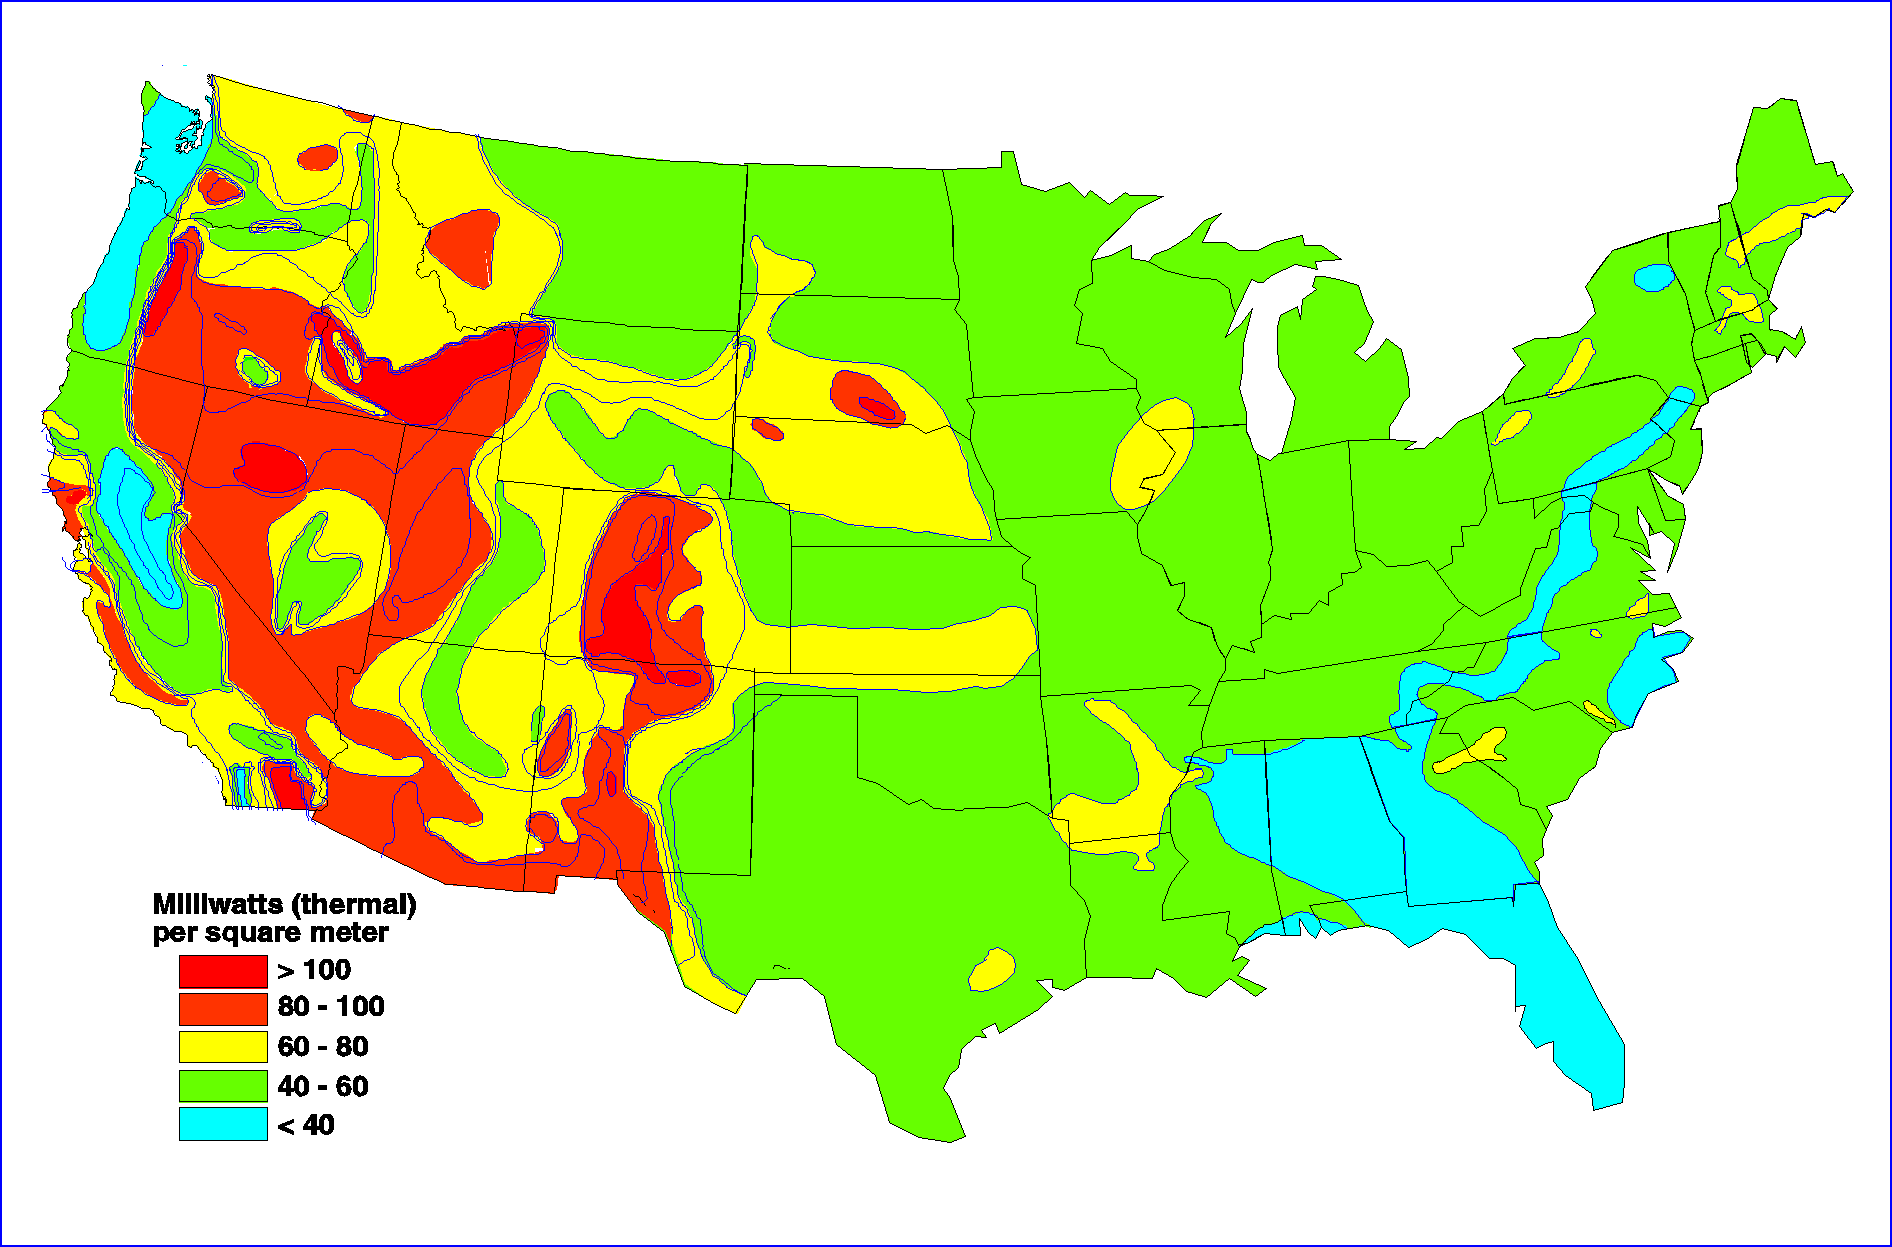 Milliwatts (thermal)
per square meter
> 100
80 - 100
60 - 80
40 - 60
< 40